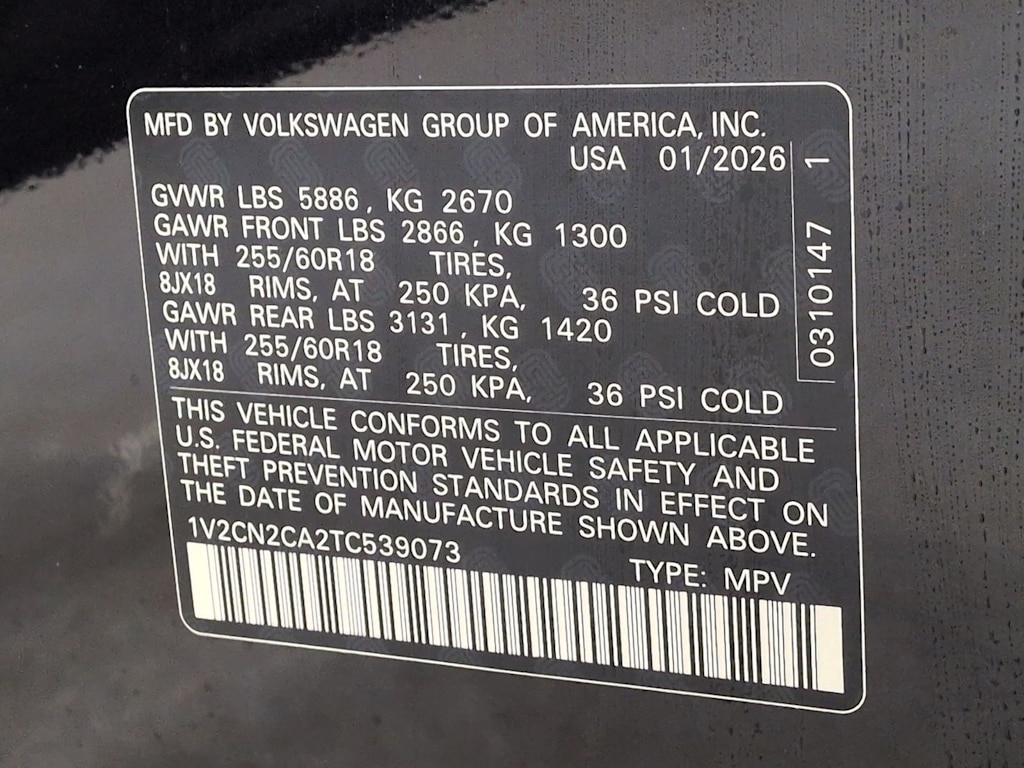 MFD BY VOLKSWAGEN GROUP OF AMERICA, INC.
USA 01/2026
GVWR LBS 5886, KG 2670
GAWR FRONT LBS 2866, KG 1300
WITH 255/60R18 TIRES,
8JX18 RIMS, AT 250 KPA, 36 PSI COLD
GAWR REAR LBS 3131, KG 1420
WITH 255/60R18 TIRES,
8JX18 RIMS, AT 250 KPA, 36 PSI COLD
0310147 1
THIS VEHICLE CONFORMS TO ALL APPLICABLE
U.S. FEDERAL MOTOR VEHICLE SAFETY AND
THEFT PREVENTION STANDARDS IN EFFECT ON
THE DATE OF MANUFACTURE SHOWN ABOVE.
1V2CN2CA2TC539073 TYPE: MPV